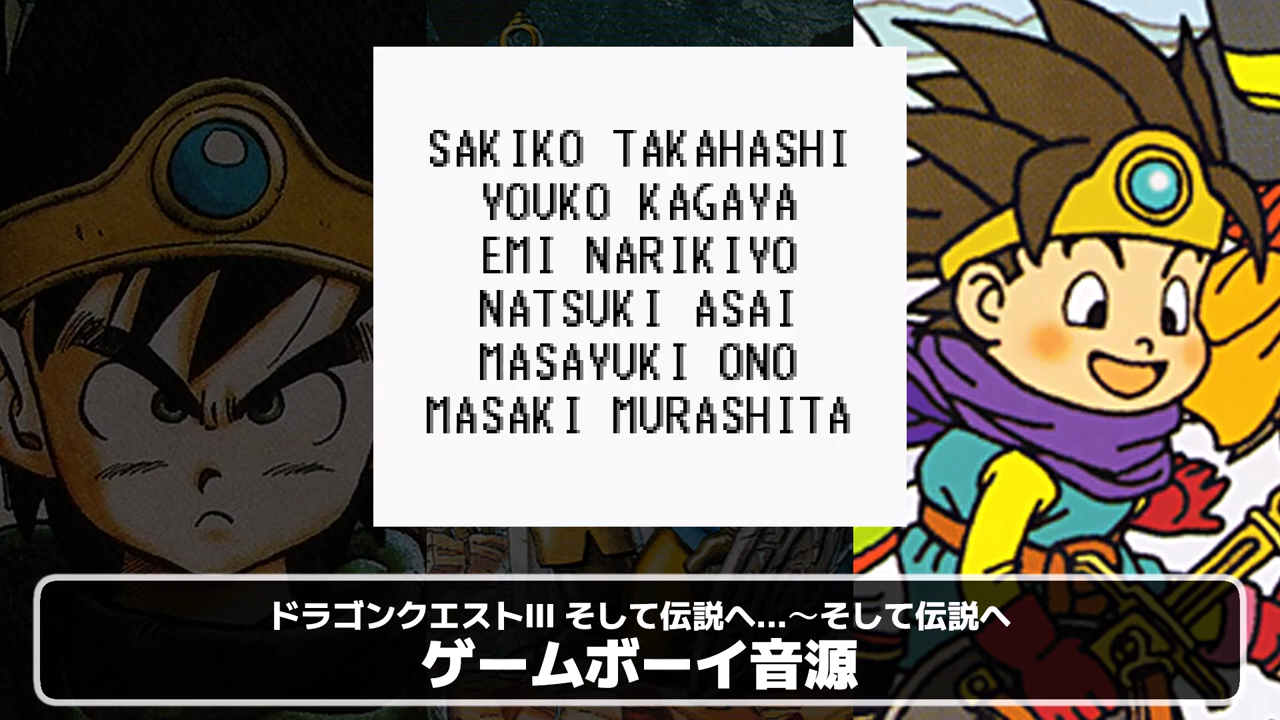 SAKIKO TAKAHASHI
YOUKO KAGAYA
EMI NARIKIYO
NATSUKI ASAI
MASAYUKI ONO
MASAKI MURASHITA
ドラゴンクエストIII そして伝説へ…～そして伝説へ
ゲームボーイ音源